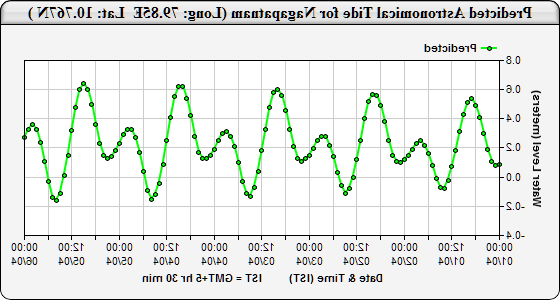 Predicted Astronomical Tide for Nagapatnam (Long: 79.85E Lat: 10.767N )
Predicted
0.8
0.6
0.4
0.2
0.0
-0.2
-0.4
Water Level (meters)
00:00 12:00 00:00 12:00 00:00 12:00 00:00 12:00 00:00 12:00 00:00
01/04 01/04 02/04 02/04 03/04 03/04 04/04 04/04 05/04 05/04 06/04
Date & Time (IST) IST = GMT+5 hr 30 min